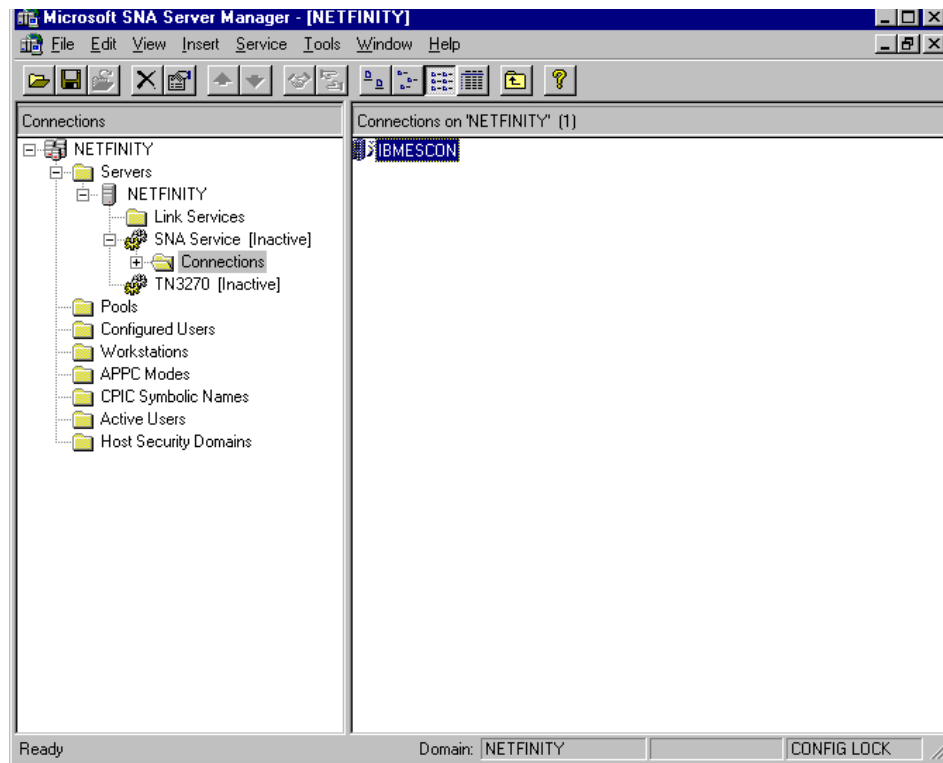 Microsoft SNA Server Manager - [NETFINITY]
File Edit View Insert Service Tools Window Help
Connections
Connections on 'NETFINITY' (1)
NETFINITY
Servers
NETFINITY
Link Services
SNA Service [Inactive]
Connections
TN3270 [Inactive]
Pools
Configured Users
Workstations
APPC Modes
CPIC Symbolic Names
Active Users
Host Security Domains
IBMESCON
Ready
Domain: NETFINITY
CONFIG LOCK